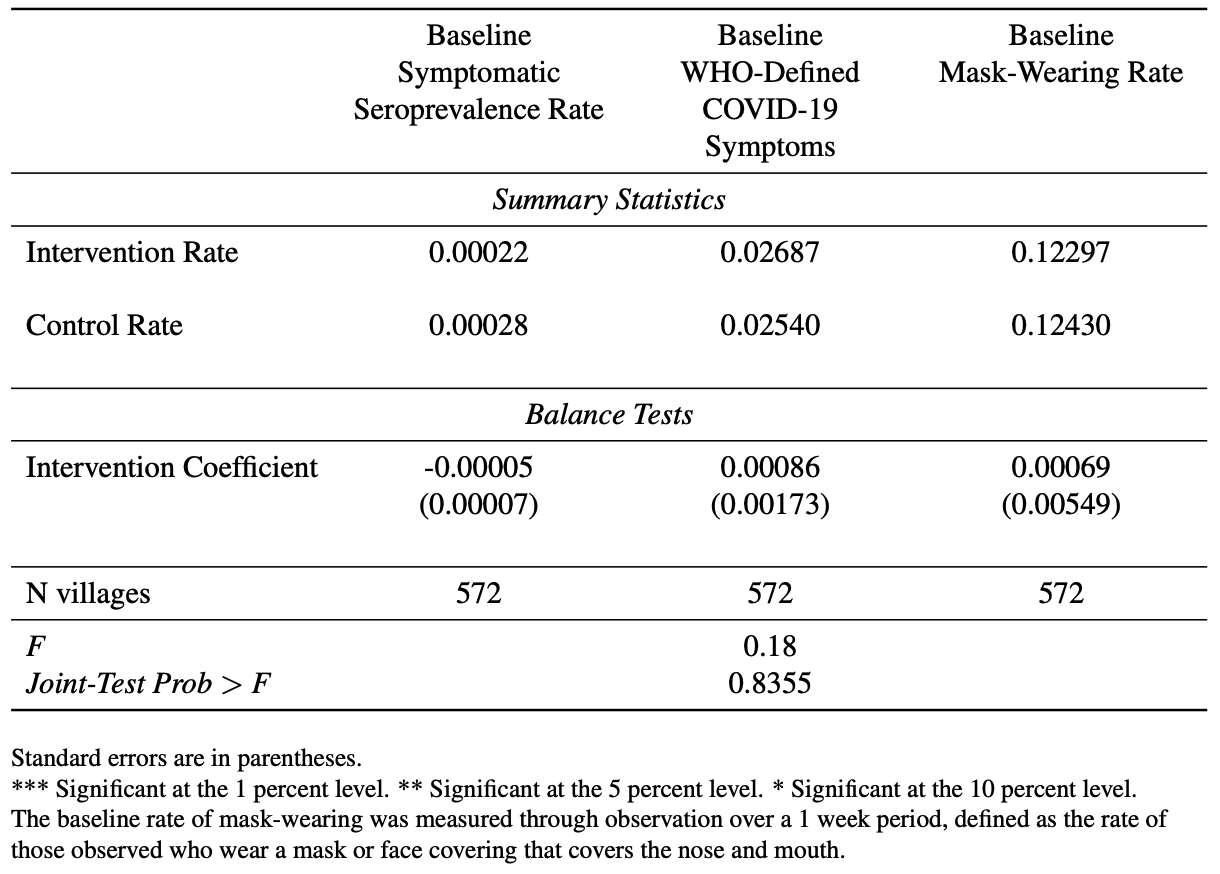 Baseline Baseline Baseline
Symptomatic WHO-Defined Mask-Wearing Rate
Seroprevalence Rate COVID-19
Symptoms
Summary Statistics
Intervention Rate 0.00022 0.02687 0.12297
Control Rate 0.00028 0.02540 0.12430
Balance Tests
Intervention Coefficient -0.00005 0.00086 0.00069
(0.00007) (0.00173) (0.00549)
N villages 572 572 572
F 0.18
Joint-Test Prob > F 0.8355
Standard errors are in parentheses.
*** Significant at the 1 percent level. ** Significant at the 5 percent level. * Significant at the 10 percent level.
The baseline rate of mask-wearing was measured through observation over a 1 week period, defined as the rate of
those observed who wear a mask or face covering that covers the nose and mouth.